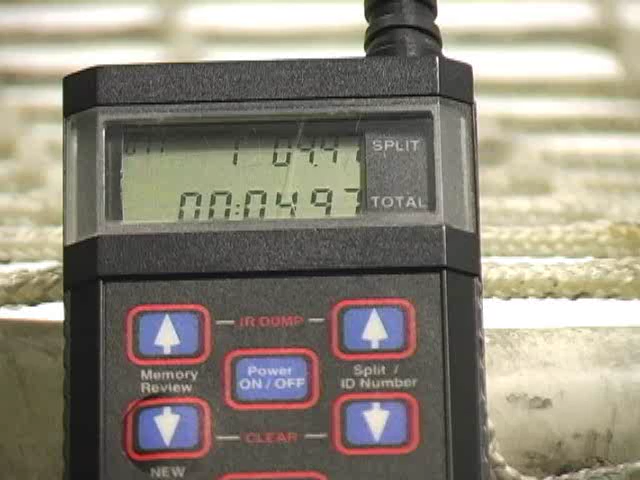 SPLIT
00:04.97 TOTAL
IR DUMP
Memory Review
Power ON / OFF
Split / ID Number
CLEAR
NEW